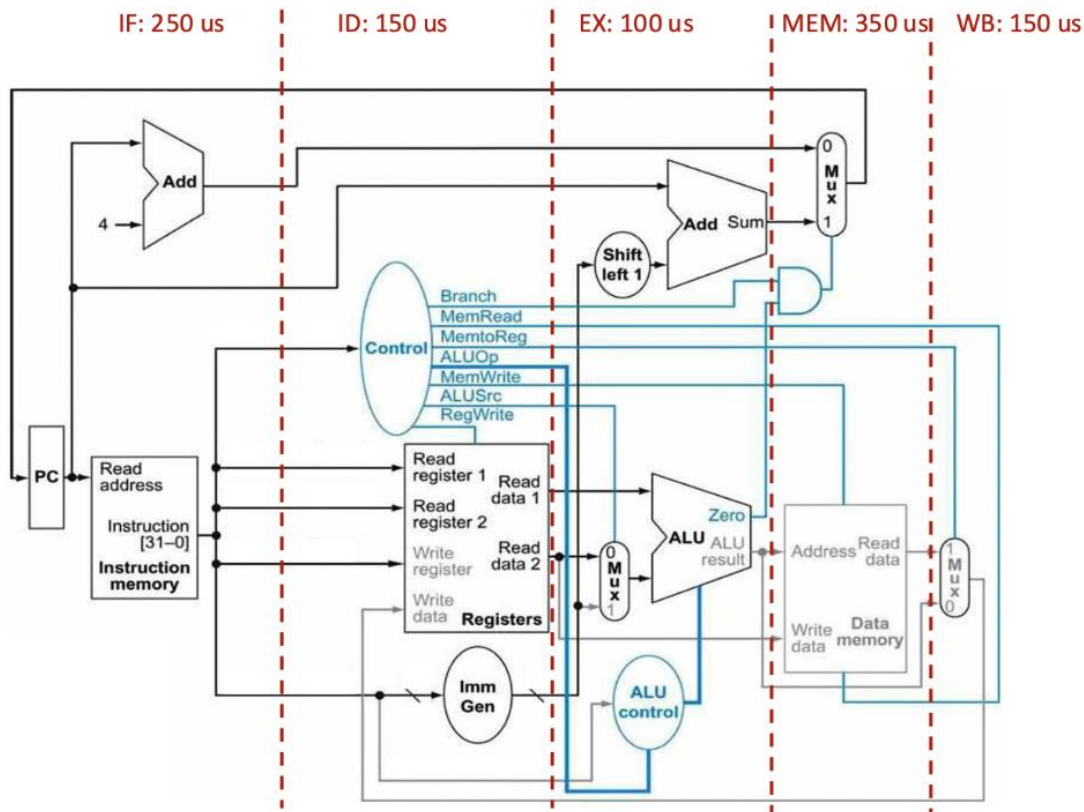 IF: 250 us
ID: 150 us
EX: 100 us
MEM: 350 us
WB: 150 us
Add
4
0
Mux
1
Add Sum
Shift
left 1
Branch
MemRead
MemtoReg
ALUOp
MemWrite
ALUSrc
RegWrite
Control
PC
Read
address
Instruction
[31–0]
Instruction
memory
Read
register 1
Read
register 2
Write
register
Write
data
Read
data 1
Read
data 2
Registers
0
Mux
1
Zero
ALU
ALU
result
Address
Read
data
Write
data
Data
memory
1
Mux
0
Imm
Gen
ALU
control